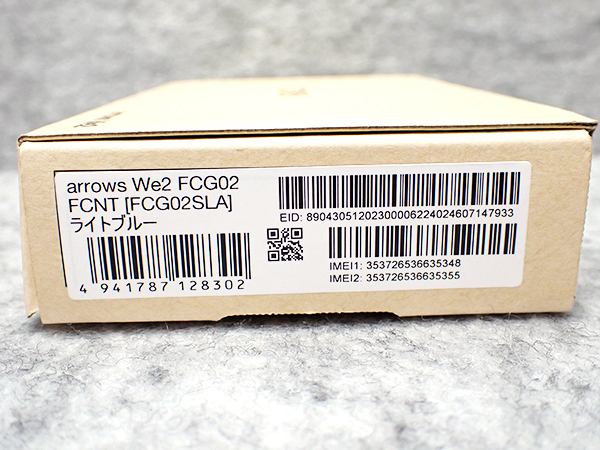 arrows We2 FCG02
FCNT [FCG02SLA]
ライトブルー
4 941787 128302
EID: 89043051202300006224024607147933
IMEI1: 353726536635348
IMEI2: 353726536635355